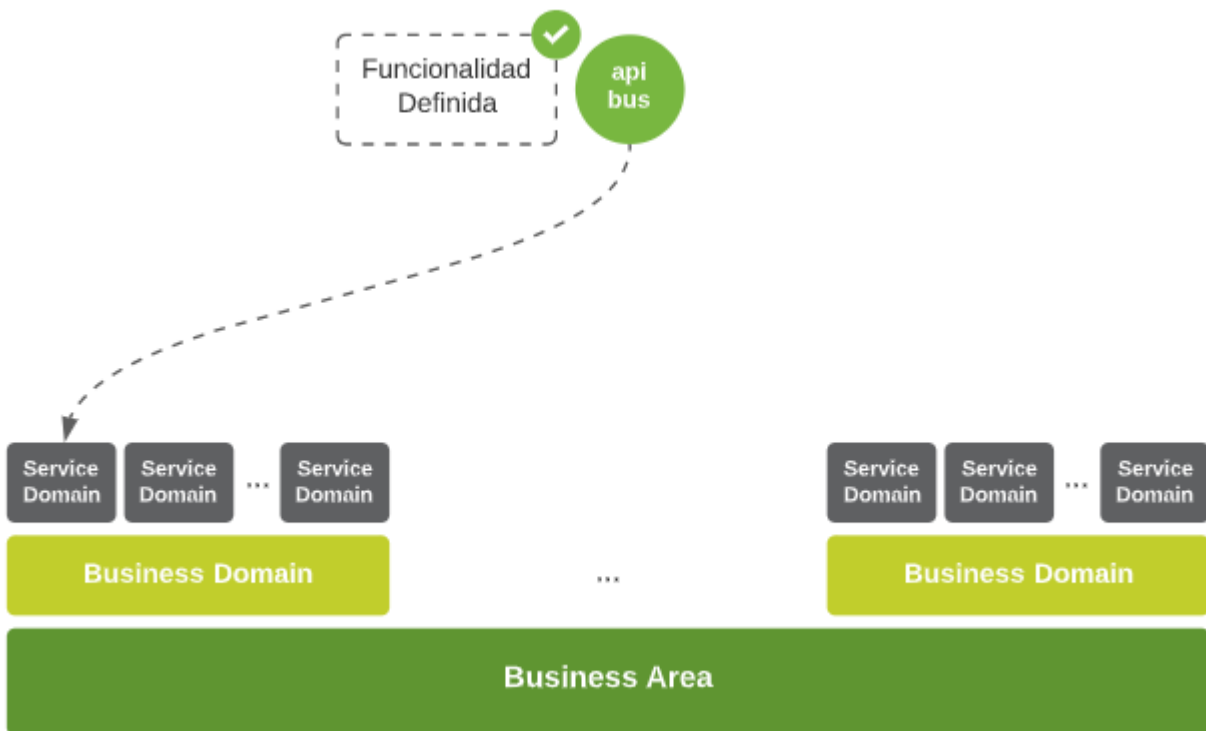 Funcionalidad
Definida
api
bus
Service
Domain
Service
Domain
...
Service
Domain
Service
Domain
Service
Domain
...
Service
Domain
Business Domain
...
Business Domain
Business Area